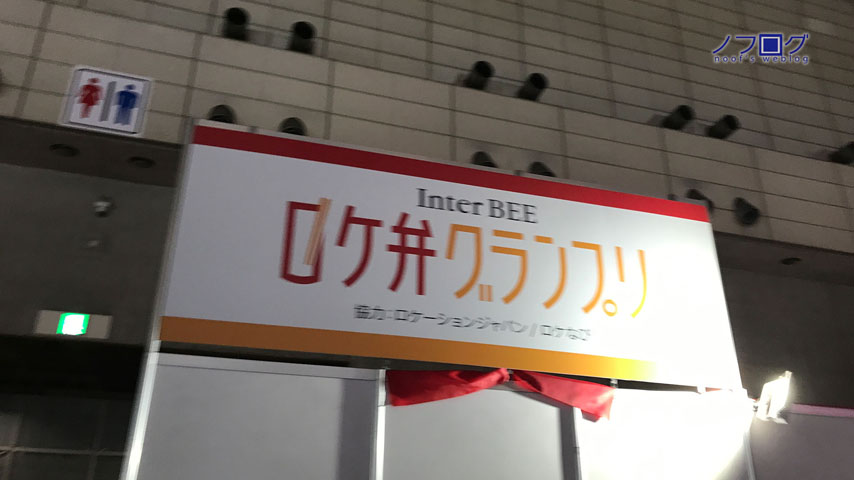 ノフログ
noof's weblog
Inter BEE
ロケ弁グランプリ
協力：ロケーションジャパン / ロケなび